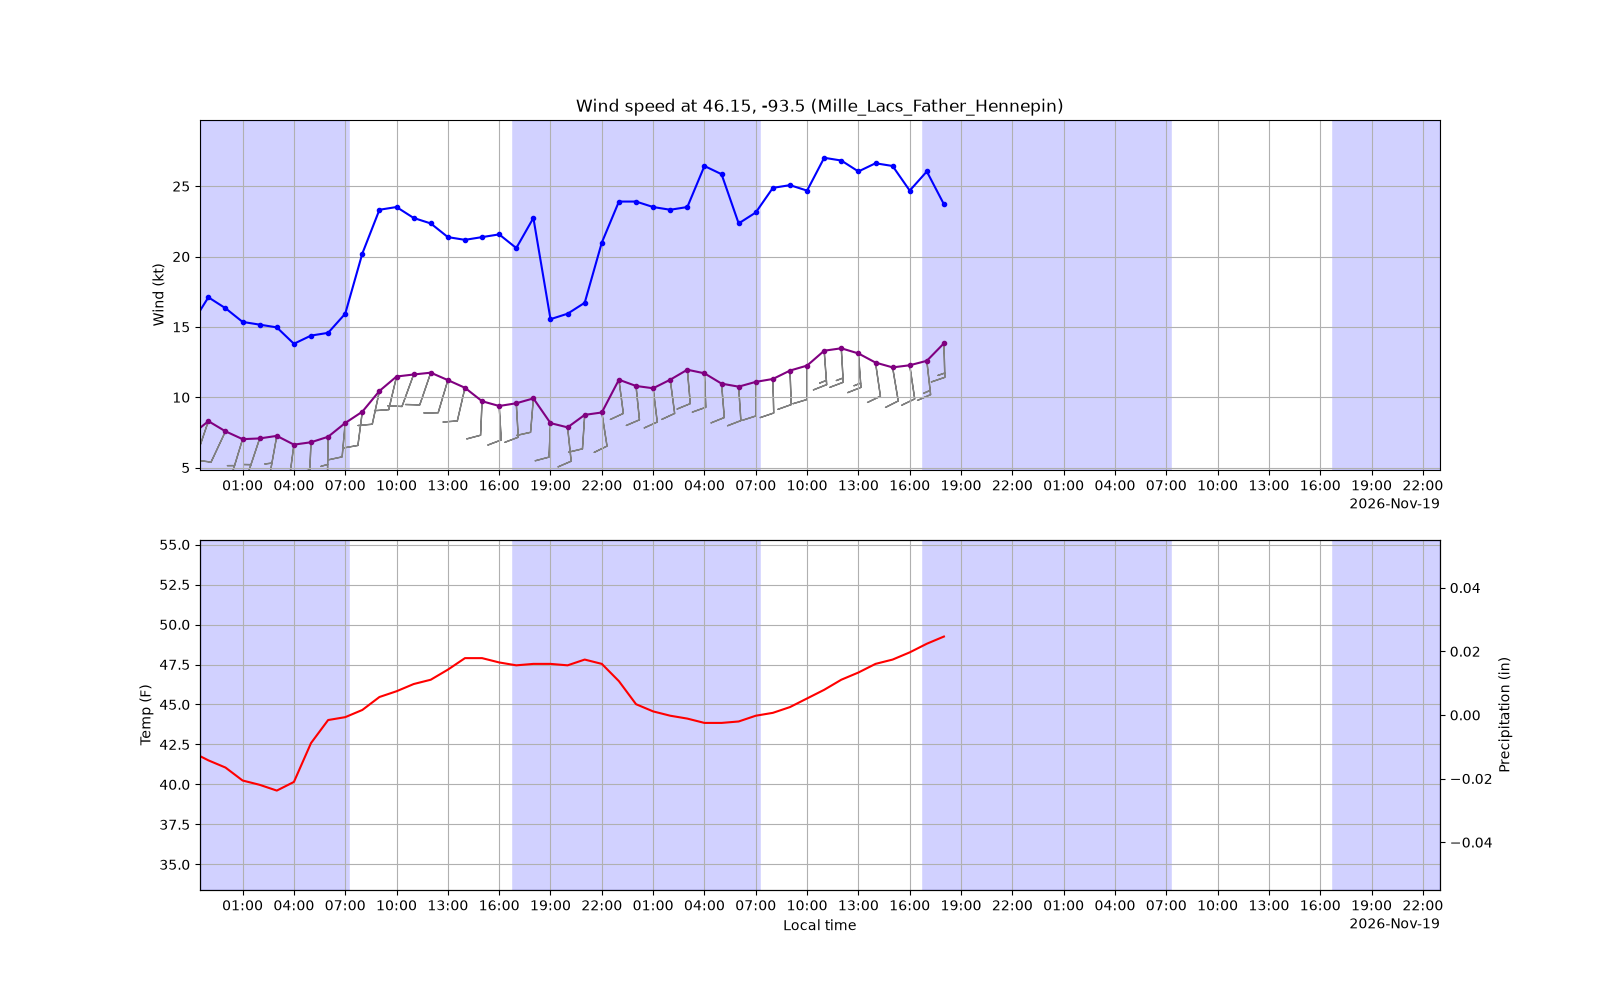 Wind speed at 46.15, -93.5 (Mille_Lacs_Father_Hennepin)
25
20
15
10
5
Wind (kt)
01:00 04:00 07:00 10:00 13:00 16:00 19:00 22:00 01:00 04:00 07:00 10:00 13:00 16:00 19:00 22:00 01:00 04:00 07:00 10:00 13:00 16:00 19:00 22:00
2026-Nov-19
55.0
52.5
50.0
47.5
45.0
42.5
40.0
37.5
35.0
Temp (F)
0.04
0.02
0.00
−0.02
−0.04
Precipitation (in)
01:00 04:00 07:00 10:00 13:00 16:00 19:00 22:00 01:00 04:00 07:00 10:00 13:00 16:00 19:00 22:00 01:00 04:00 07:00 10:00 13:00 16:00 19:00 22:00
Local time
2026-Nov-19